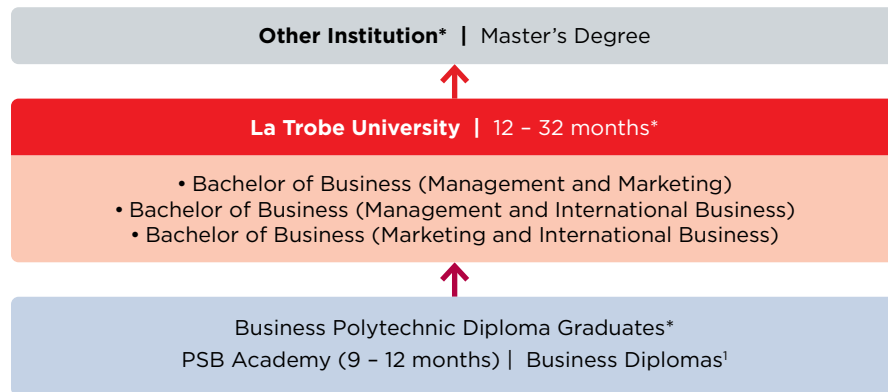 Other Institution* | Master's Degree
La Trobe University | 12 – 32 months*
• Bachelor of Business (Management and Marketing)
• Bachelor of Business (Management and International Business)
• Bachelor of Business (Marketing and International Business)
Business Polytechnic Diploma Graduates*
PSB Academy (9 – 12 months) | Business Diplomas¹